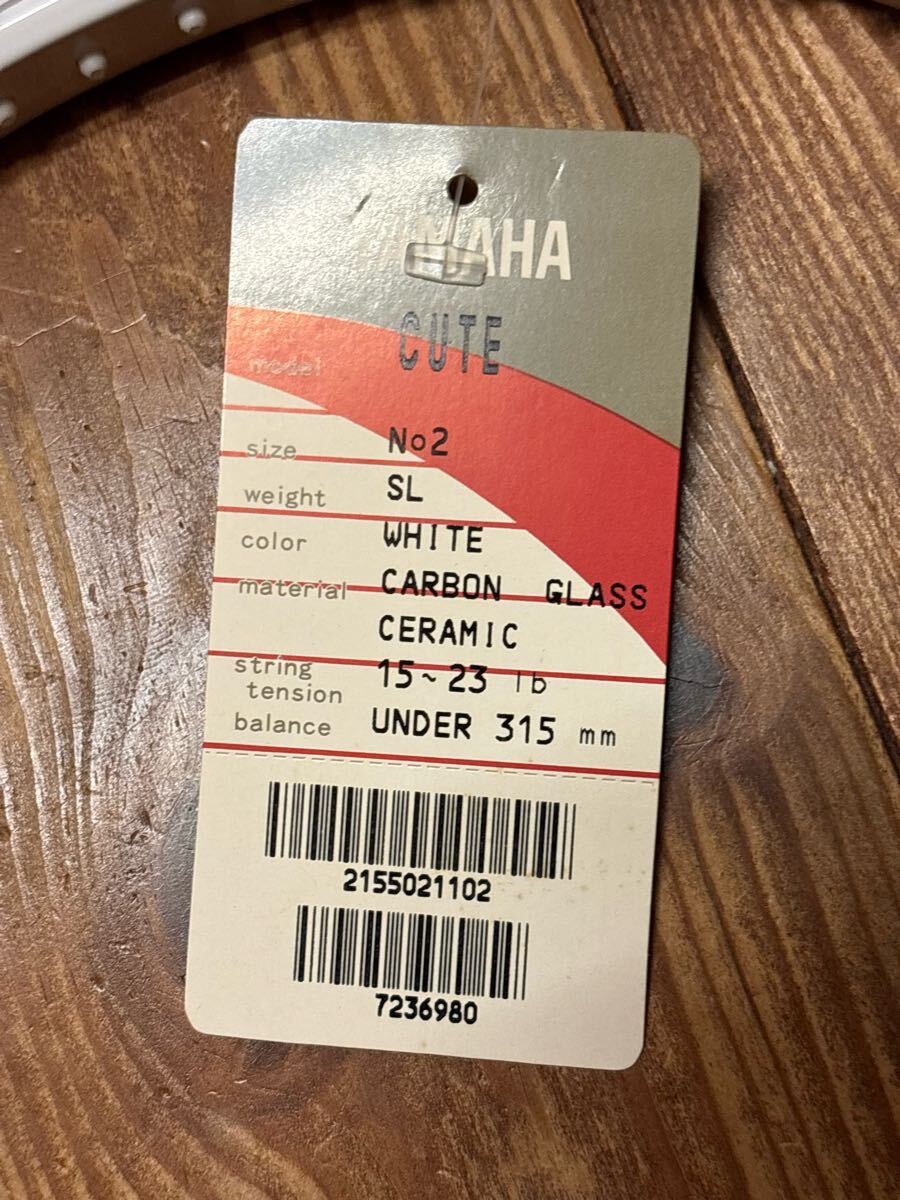 YAMAHA
model CUTE
size No2
weight SL
color WHITE
material CARBON GLASS
CERAMIC
string
tension 15~23 lb
balance UNDER 315 mm
2155021102
7236980